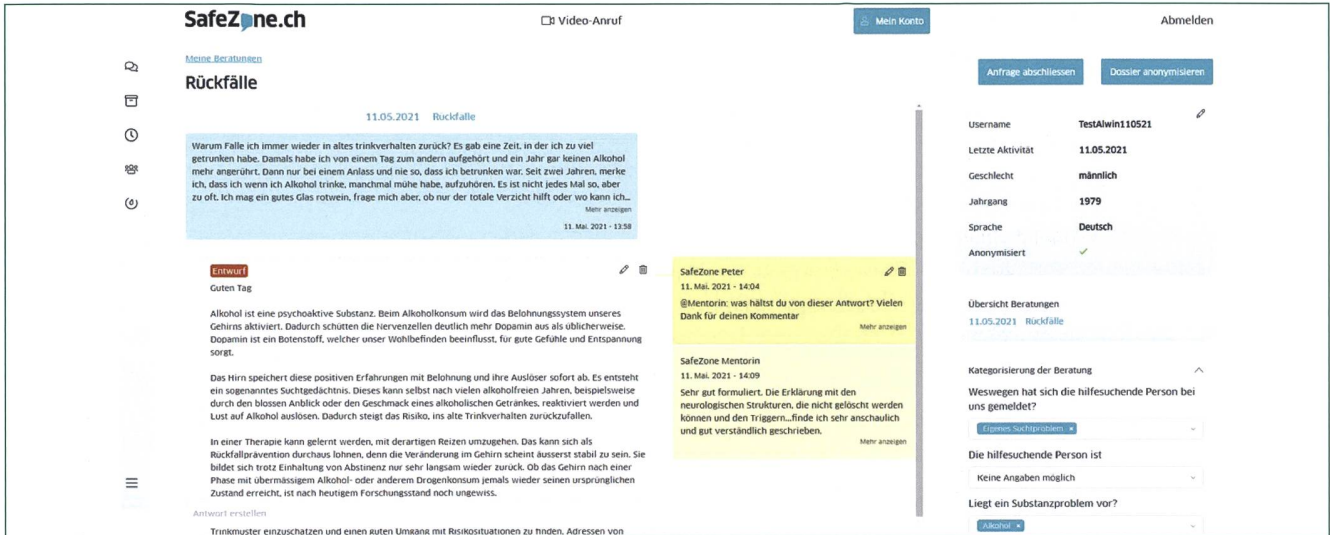 SafeZone.ch
Video-Anruf
Mein Konto
Abmelden
Meine Beratungen
Rückfälle
Anfrage abschliessen
Dossier anonymisieren
11.05.2021 Rückfälle
Warum Falle ich immer wieder in altes trinkverhalten zurück? Es gab eine Zeit, in der ich zu viel
getrunken habe. Damals habe ich von einem Tag zum andern aufgehört und ein Jahr gar keinen Alkohol
mehr angerührt. Dann nur bei einem Anlass und nie so, dass ich betrunken war. Seit zwei Jahren, merke
ich, dass ich wenn ich Alkohol trinke, manchmal mühe habe, aufzuhören. Es ist nicht jedes Mal so, aber
zu oft. Ich mag ein gutes Glas rotwein, frage mich aber, ob nur der totale Verzicht hilft oder wo kann ich...
Mehr anzeigen
11. Mai. 2021 - 13:58
Entwurf
Guten Tag
Alkohol ist eine psychoaktive Substanz. Beim Alkoholkonsum wird das Belohnungssystem unseres
Gehirns aktiviert. Dadurch schütten die Nervenzellen deutlich mehr Dopamin aus als üblicherweise.
Dopamin ist ein Botenstoff, welcher unser Wohlbefinden beeinflusst, für gute Gefühle und Entspannung
sorgt.
Das Hirn speichert diese positiven Erfahrungen mit Belohnung und ihre Auslöser sofort ab. Es entsteht
ein sogenanntes Suchtgedächtnis. Dieses kann selbst nach vielen alkoholfreien Jahren, beispielsweise
durch den blossen Anblick oder den Geschmack eines alkoholischen Getränkes, reaktiviert werden und
Lust auf Alkohol auslösen. Dadurch steigt das Risiko, ins alte Trinkverhalten zurückzufallen.
In einer Therapie kann gelernt werden, mit derartigen Reizen umzugehen. Das kann sich als
Rückfallprävention durchaus lohnen, denn die Veränderung im Gehirn scheint äusserst stabil zu sein. Sie
bildet sich trotz Einhaltung von Abstinenz nur sehr langsam wieder zurück. Ob das Gehirn nach einer
Phase mit übermässigem Alkohol- oder anderem Drogenkonsum jemals wieder seinen ursprünglichen
Zustand erreicht, ist nach heutigem Forschungsstand noch ungewiss.
Antwort erstellen
Trinkmuster einzuschätzen und einen guten Umgang mit Risikosituationen zu finden. Adressen von
SafeZone Peter
11. Mai. 2021 - 14:04
@Mentorin: was hältst du von dieser Antwort? Vielen
Dank für deinen Kommentar
Mehr anzeigen
SafeZone Mentorin
11. Mai. 2021 - 14:09
Sehr gut formuliert. Die Erklärung mit den
neurologischen Strukturen, die nicht gelöscht werden
können und den Triggern...finde ich sehr anschaulich
und gut verständlich geschrieben.
Mehr anzeigen
Username TestAlwin110521
Letzte Aktivität 11.05.2021
Geschlecht männlich
Jahrgang 1979
Sprache Deutsch
Anonymisiert
Übersicht Beratungen
11.05.2021 Rückfälle
Kategorisierung der Beratung
Weswegen hat sich die hilfesuchende Person bei
uns gemeldet?
Eigenes Suchtproblem ×
Die hilfesuchende Person ist
Keine Angaben möglich
Liegt ein Substanzproblem vor?
Alkohol ×